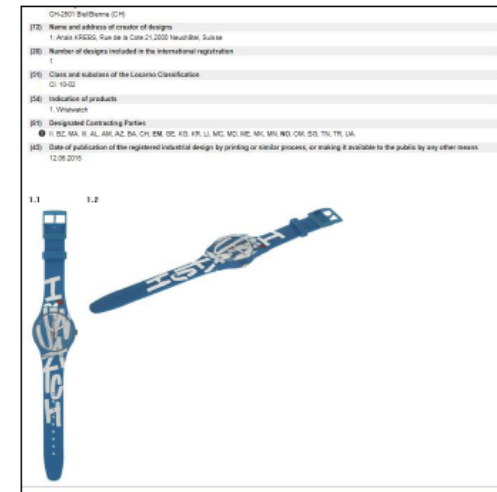 CH-2501 Biel/Bienne (CH)
(72) Name and address of creator of designs
1: Anaïs KREBS, Rue de la Cote 21,2000 Neuchâtel, Suisse
(28) Number of designs included in the international registration
1
(51) Class and subclass of the Locarno Classification
Cl. 10-02
(54) Indication of products
1. Wristwatch
(81) Designated Contracting Parties
II. BZ, MA, III. AL, AM, AZ, BA, CH, EM, GE, KG, KR, LI, MC, MD, ME, MK, MN, NO, OM, SG, TN, TR, UA.
(45) Date of publication of the registered industrial design by printing or similar process, or making it available to the public by any other means
12.08.2016
1.1 1.2